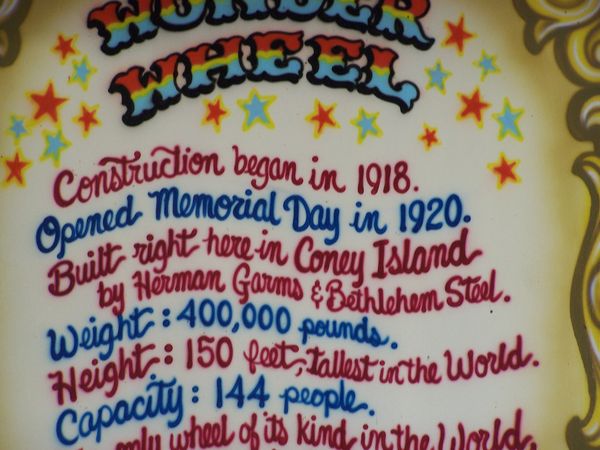 WONDER
WHEEL
Construction began in 1918.
Opened Memorial Day in 1920.
Built right here in Coney Island
by Herman Garms & Bethlehem Steel.
Weight: 400,000 pounds.
Height: 150 feet, tallest in the World.
Capacity: 144 people.
only wheel of its kind in the World.